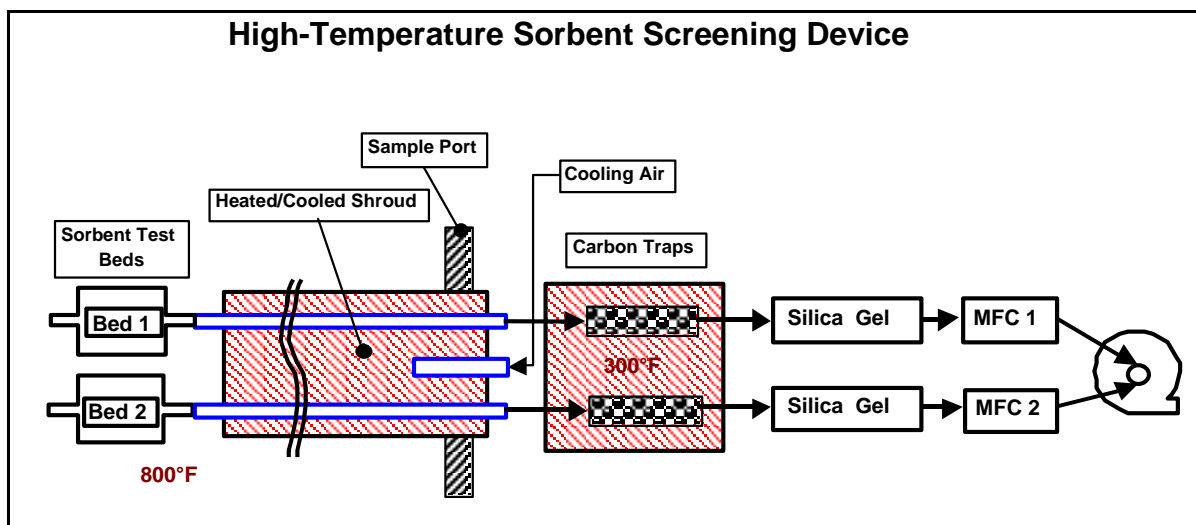 High-Temperature Sorbent Screening Device
Sample Port
Cooling Air
Heated/Cooled Shroud
Sorbent Test
Beds
Carbon Traps
Bed 1
Silica Gel
MFC 1
300°F
Bed 2
Silica Gel
MFC 2
800°F